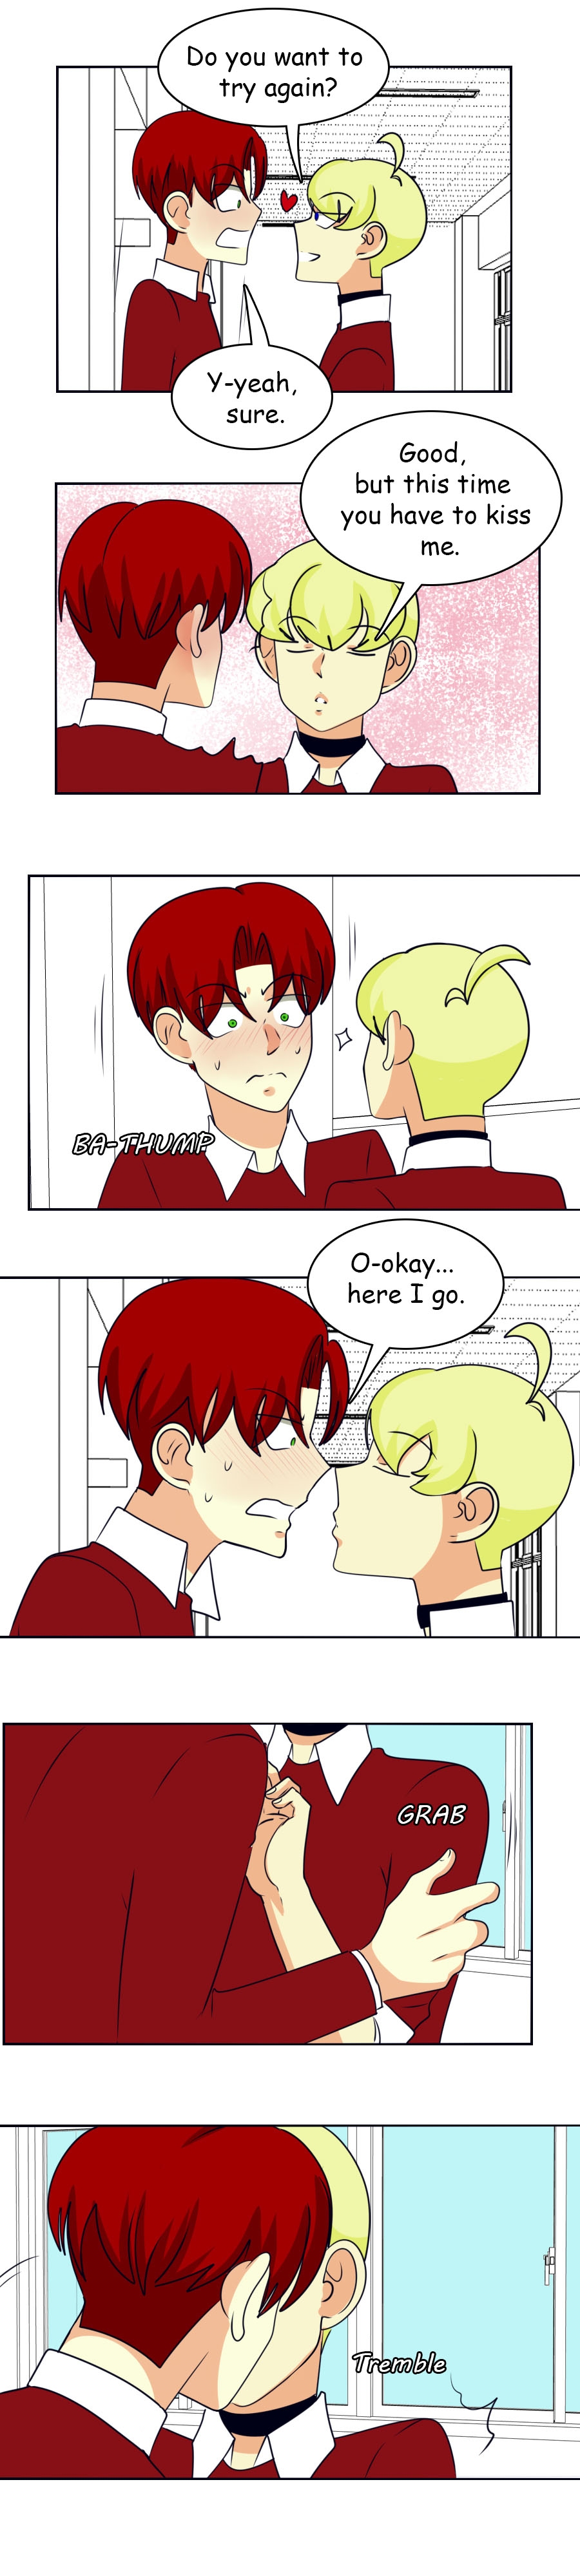 Do you want to
try again?
Y-yeah,
sure.
Good,
but this time
you have to kiss
me.
BA-THUMP
O-okay...
here I go.
GRAB
Tremble